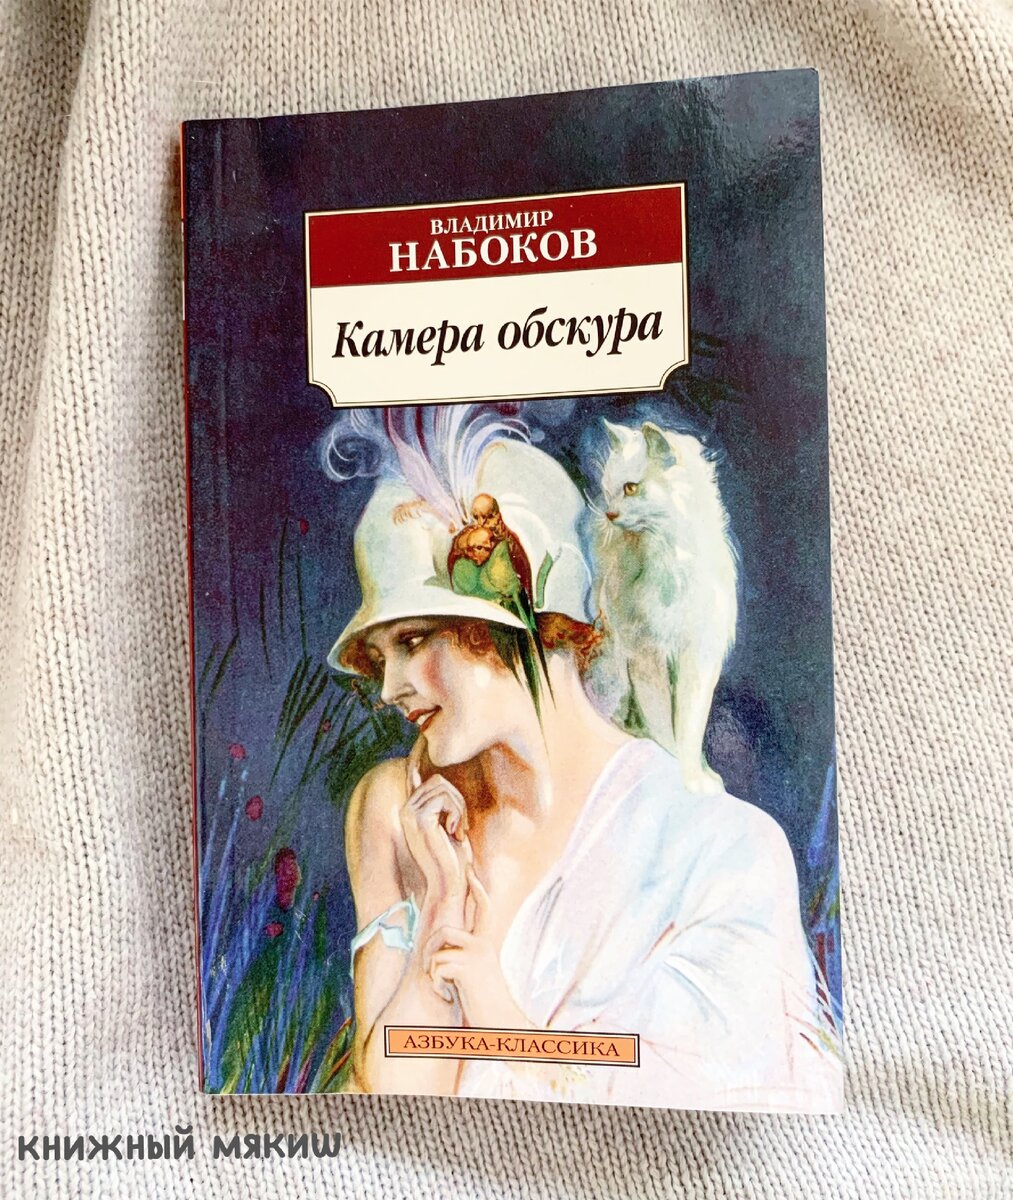 ВЛАДИМИР
НАБОКОВ
Камера обскура
АЗБУКА-КЛАССИКА
книжный мякиш